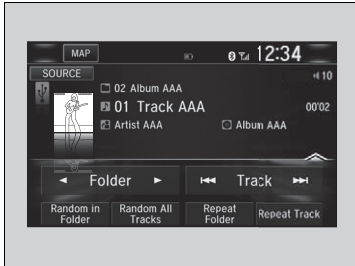 MAP
12:34
SOURCE
10
02 Album AAA
01 Track AAA
00'02
Artist AAA
Album AAA
Folder
Track
Random in Folder
Random All Tracks
Repeat Folder
Repeat Track